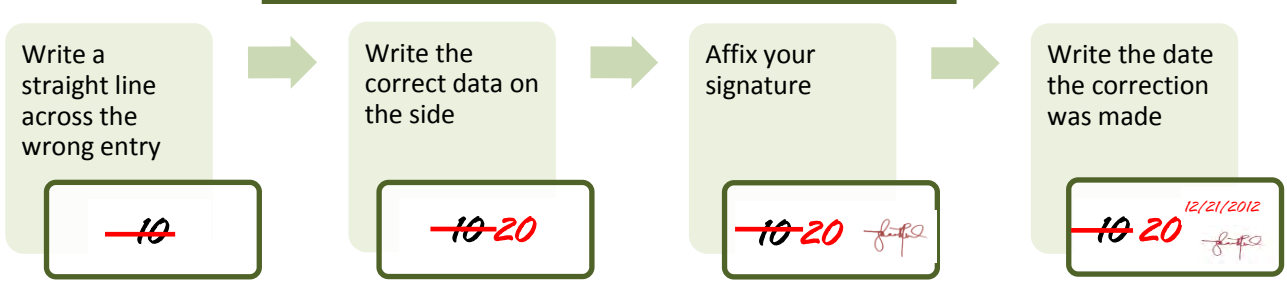 Write a
straight line
across the
wrong entry
10
Write the
correct data on
the side
10 20
Affix your
signature
10 20
Write the date
the correction
was made
12/21/2012
10 20